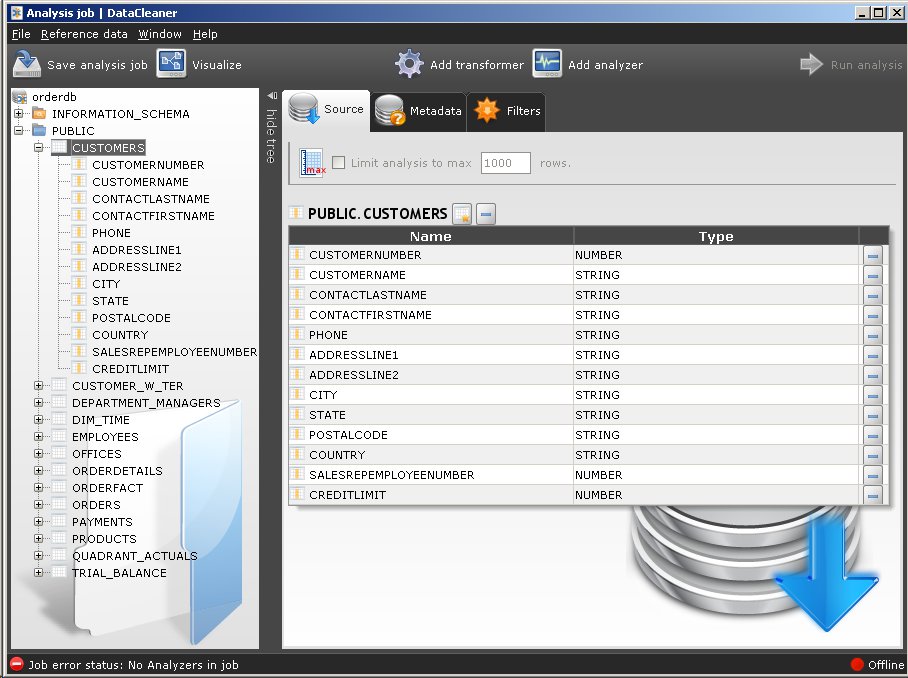 Analysis job | DataCleaner
File Reference data Window Help
Save analysis job Visualize Add transformer Add analyzer Run analysis
orderdb
INFORMATION_SCHEMA
PUBLIC
CUSTOMERS
CUSTOMERNUMBER
CUSTOMERNAME
CONTACTLASTNAME
CONTACTFIRSTNAME
PHONE
ADDRESSLINE1
ADDRESSLINE2
CITY
STATE
POSTALCODE
COUNTRY
SALESREPEMPLOYEENUMBER
CREDITLIMIT
CUSTOMER_W_TER
DEPARTMENT_MANAGERS
DIM_TIME
EMPLOYEES
OFFICES
ORDERDETAILS
ORDERFACT
ORDERS
PAYMENTS
PRODUCTS
QUADRANT_ACTUALS
TRIAL_BALANCE
hide tree
Source Metadata Filters
max Limit analysis to max 1000 rows.
PUBLIC.CUSTOMERS
Name Type
CUSTOMERNUMBER NUMBER
CUSTOMERNAME STRING
CONTACTLASTNAME STRING
CONTACTFIRSTNAME STRING
PHONE STRING
ADDRESSLINE1 STRING
ADDRESSLINE2 STRING
CITY STRING
STATE STRING
POSTALCODE STRING
COUNTRY STRING
SALESREPEMPLOYEENUMBER NUMBER
CREDITLIMIT NUMBER
Job error status: No Analyzers in job Offline